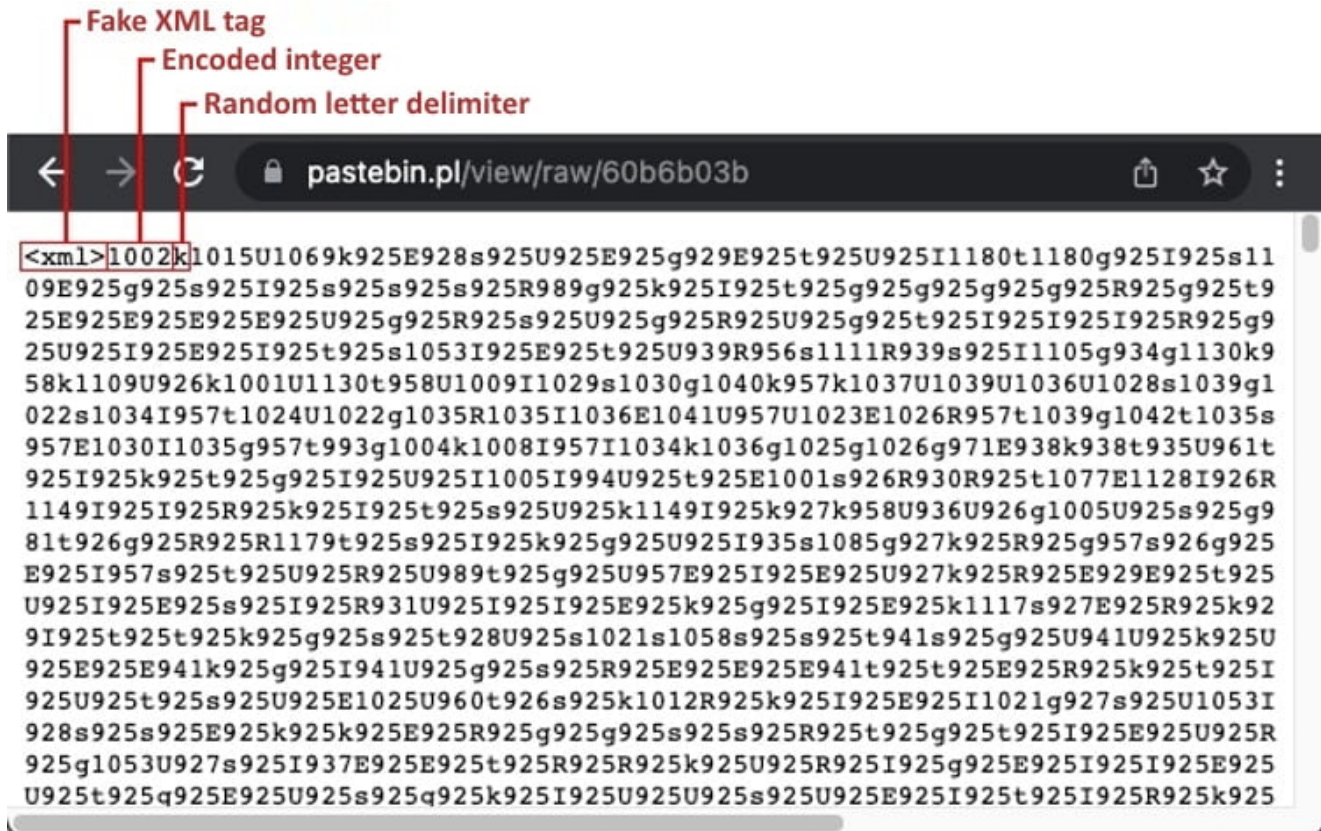 Fake XML tag
Encoded integer
Random letter delimiter
pastebin.pl/view/raw/60b6b03b
<xml>1002k1015U1069k925E928s925U925E925g929E925t925U925I1180t1180g925I925s11
09E925g925s925I925s925s925s925R989g925k925I925t925g925g925g925g925R925g925t9
25E925E925E925E925U925g925R925s925U925g925R925U925g925t925I925I925I925R925g9
25U925I925E925I925t925s1053I925E925t925U939R956s1111R939s925I1105g934g1130k9
58k1109U926k1001U1130t958U1009I1029s1030g1040k957k1037U1039U1036U1028s1039g1
022s1034I957t1024U1022g1035R1035I1036E1041U957U1023E1026R957t1039g1042t1035s
957E1030I1035g957t993g1004k1008I957I1034k1036g1025g1026g971E938k938t935U961t
925I925k925t925g925I925U925I1005I994U925t925E1001s926R930R925t1077E1128I926R
1149I925I925R925k925I925t925s925U925k1149I925k927k958U936U926g1005U925s925g9
81t926g925R925R1179t925s925I925k925g925U925I935s1085g927k925R925g957s926g925
E925I957s925t925U925R925U989t925g925U957E925I925E925U927k925R925E929E925t925
U925I925E925s925I925R931U925I925I925E925k925g925I925E925k1117s927E925R925k92
9I925t925t925k925g925s925t928U925s1021s1058s925s925t941s925g925U941U925k925U
925E925E941k925g925I941U925g925s925R925E925E925E941t925t925E925R925k925t925I
925U925t925s925U925E1025U960t926s925k1012R925k925I925E925I1021g927s925U1053I
928s925s925E925k925k925E925R925g925g925s925s925R925t925g925t925I925E925U925R
925g1053U927s925I937E925E925t925R925R925k925U925R925I925g925E925I925I925E925
U925t925g925E925U925s925g925k925I925U925U925s925U925E925I925t925I925R925k925